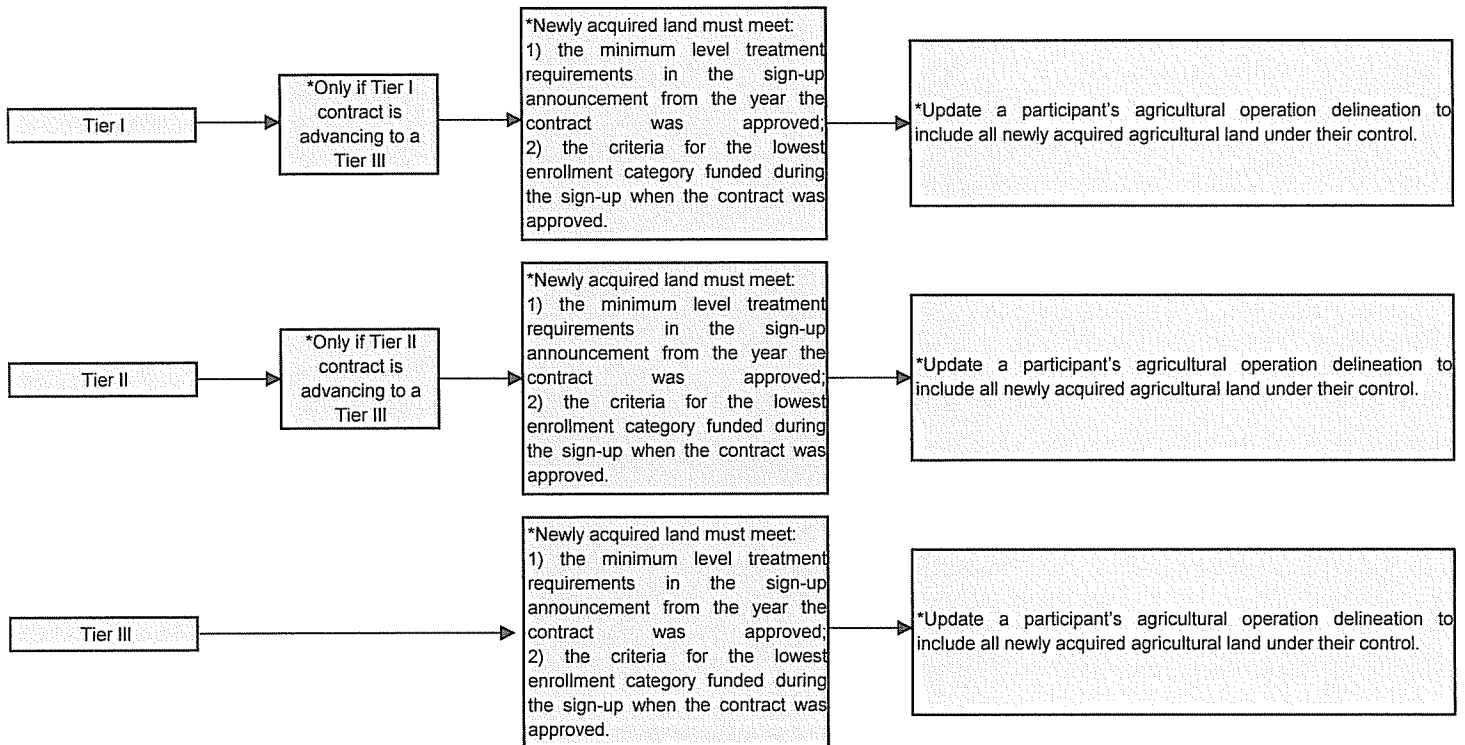 Tier I
*Only if Tier I
contract is
advancing to a
Tier III
*Newly acquired land must meet:
1) the minimum level treatment
requirements in the sign-up
announcement from the year the
contract was approved;
2) the criteria for the lowest
enrollment category funded during
the sign-up when the contract was
approved.
*Update a participant's agricultural operation delineation to
include all newly acquired agricultural land under their control.
Tier II
*Only if Tier II
contract is
advancing to a
Tier III
*Newly acquired land must meet:
1) the minimum level treatment
requirements in the sign-up
announcement from the year the
contract was approved;
2) the criteria for the lowest
enrollment category funded during
the sign-up when the contract was
approved.
*Update a participant's agricultural operation delineation to
include all newly acquired agricultural land under their control.
Tier III
*Newly acquired land must meet:
1) the minimum level treatment
requirements in the sign-up
announcement from the year the
contract was approved;
2) the criteria for the lowest
enrollment category funded during
the sign-up when the contract was
approved.
*Update a participant's agricultural operation delineation to
include all newly acquired agricultural land under their control.